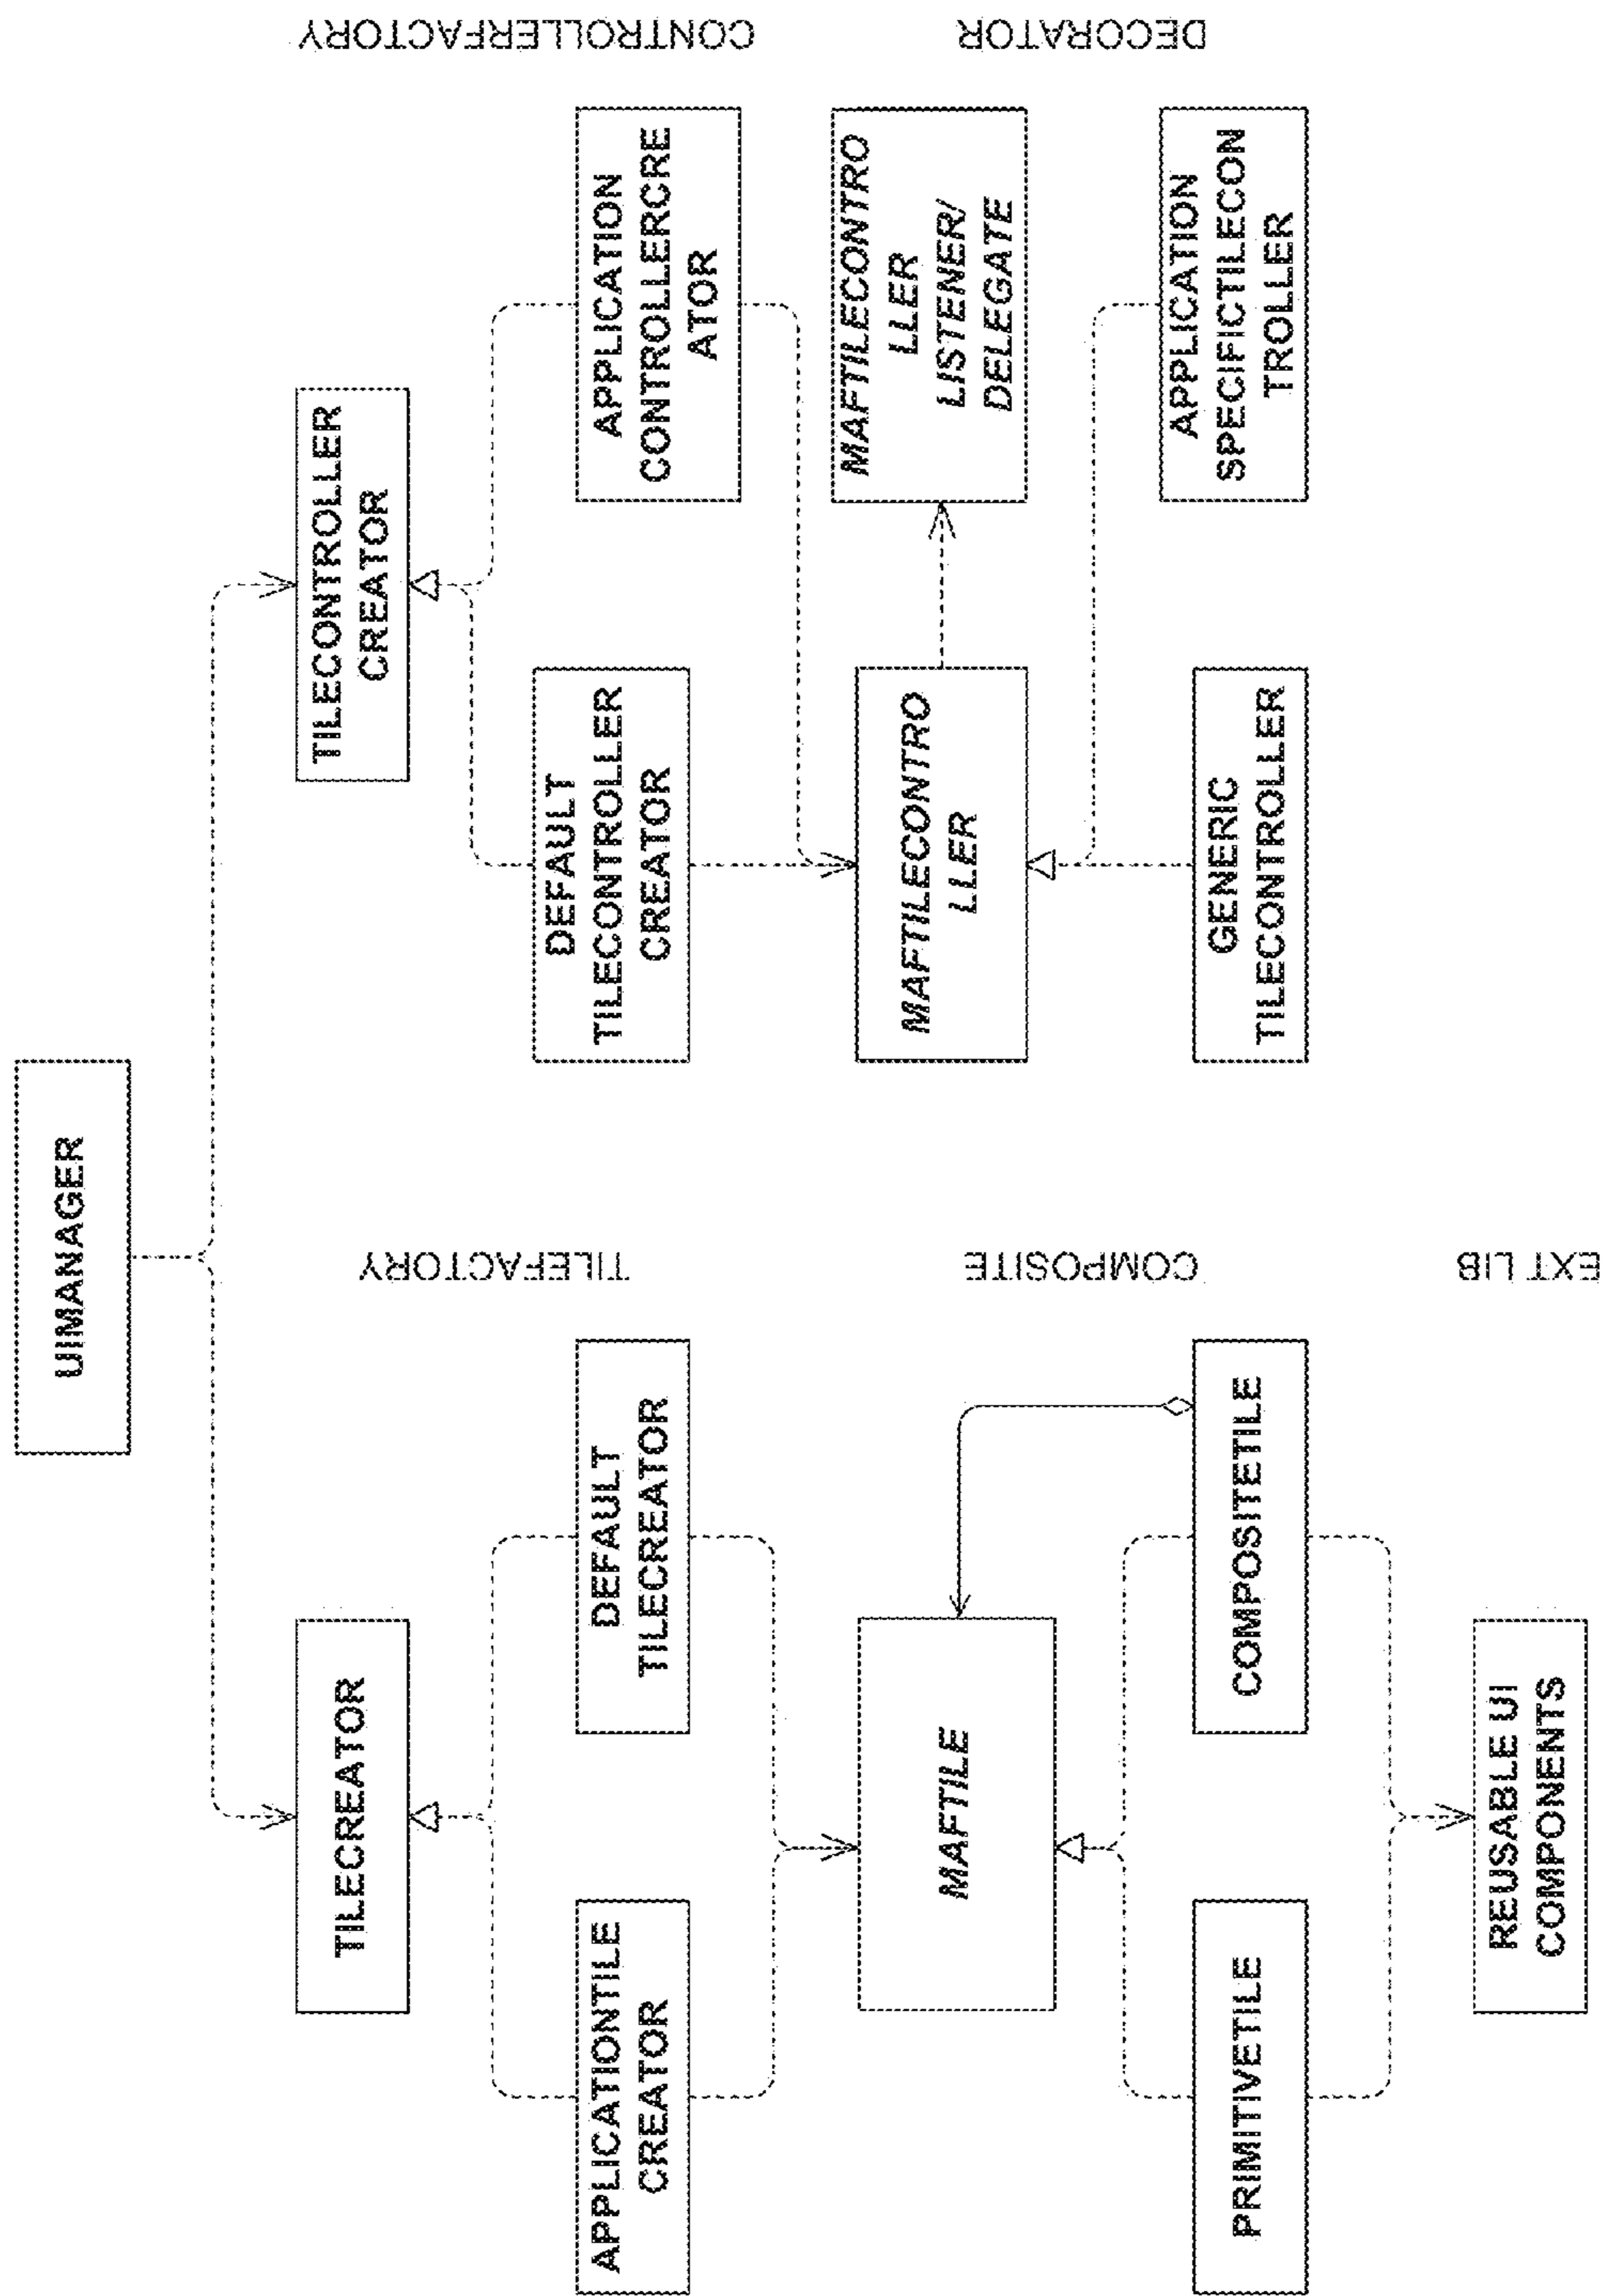 UIMANAGER
TILECREATOR
TILECONTROLLER
CREATOR
TILEFACTORY
CONTROLLERFACTORY
APPLICATIONTILE
CREATOR
DEFAULT
TILECREATOR
DEFAULT
TILECONTROLLER
CREATOR
APPLICATION
CONTROLLERCRE
ATOR
MAFTILE
COMPOSITE
MAFTILECONTRO
LLER
MAFTILECONTRO
LLER
LISTENER/
DELEGATE
DECORATOR
PRIMITIVETILE
COMPOSITETILE
GENERIC
TILECONTROLLER
APPLICATION
SPECIFICTILECON
TROLLER
REUSABLE UI
COMPONENTS
EXT LIB